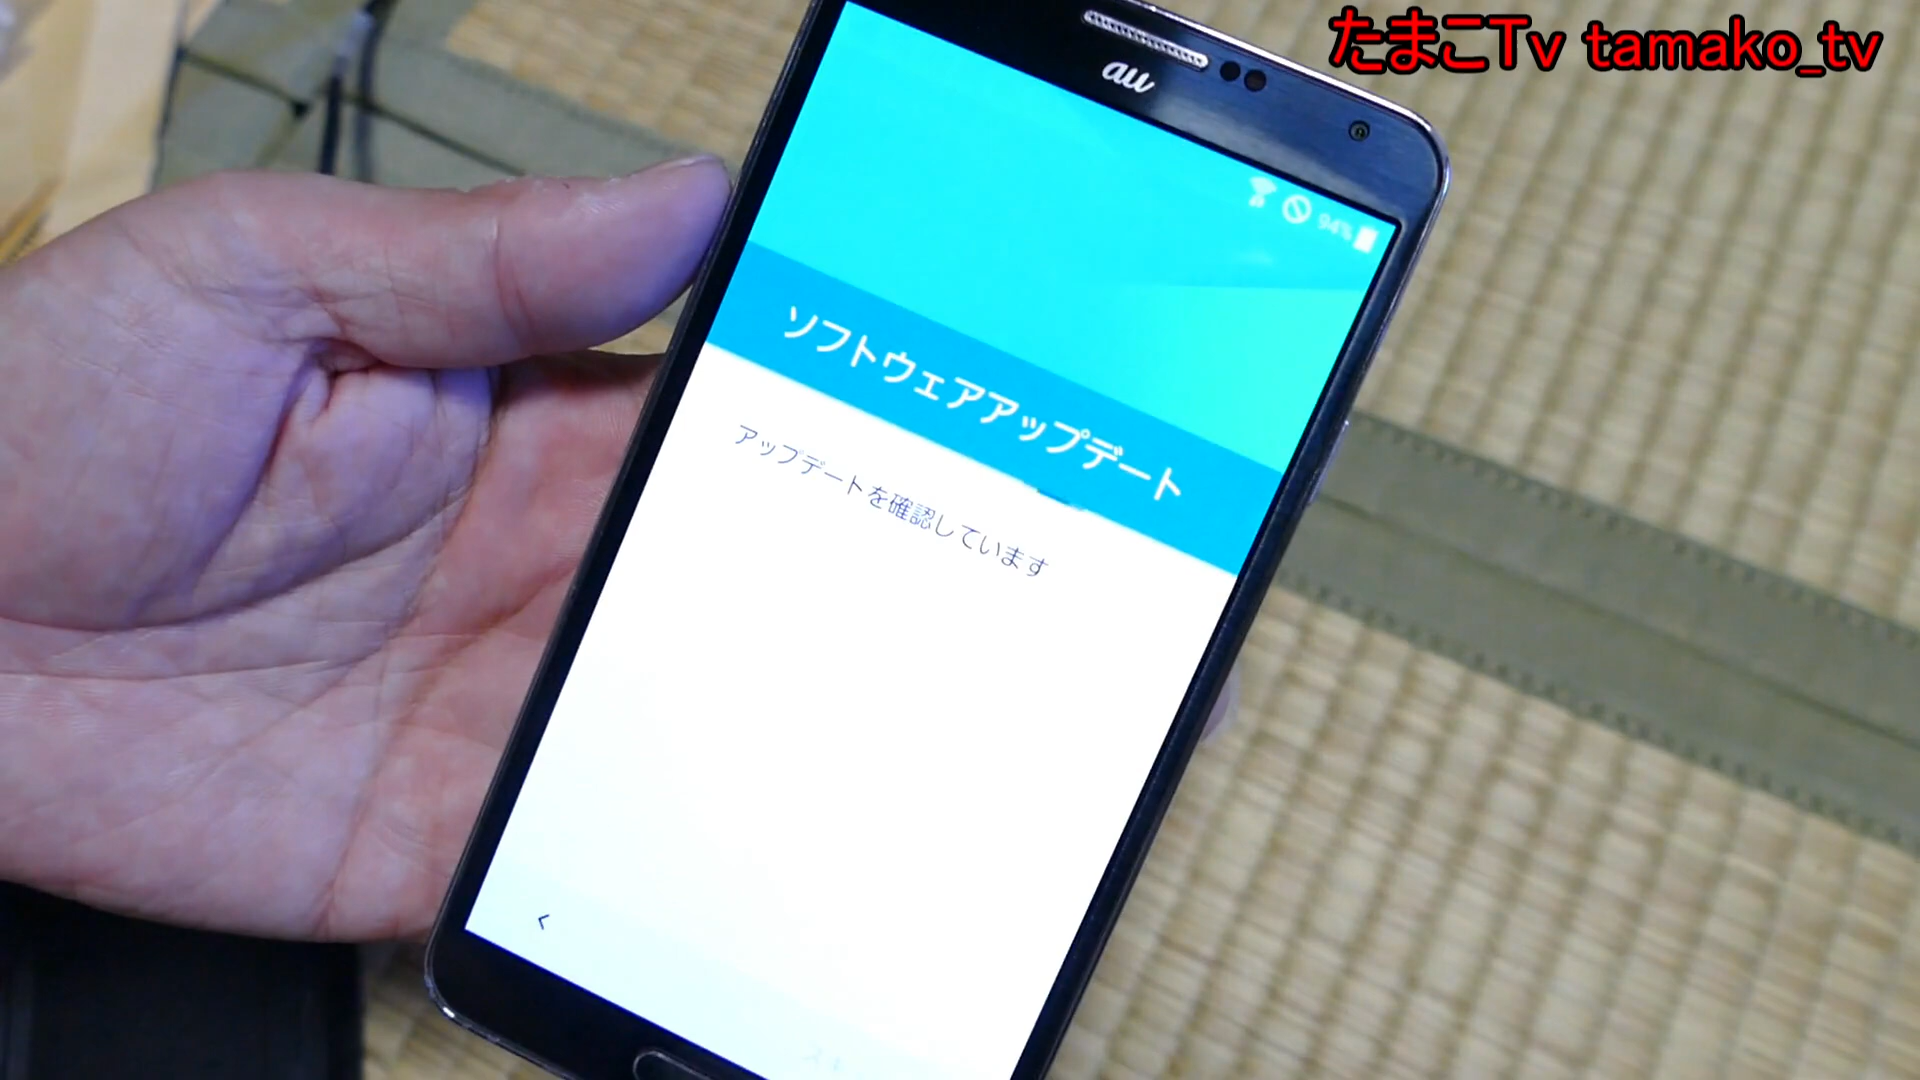 たまこTv tamako_tv
au
94%
ソフトウェアアップデート
アップデートを確認しています
<